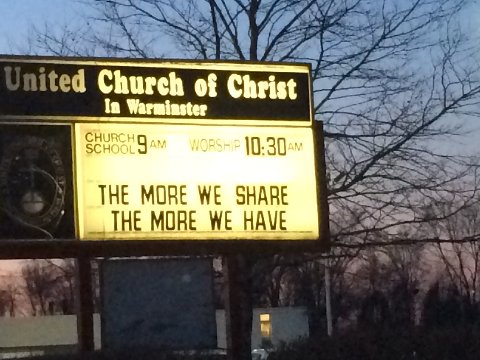 United Church of Christ
In Warminster
CHURCH SCHOOL 9 AM WORSHIP 10:30 AM
THE MORE WE SHARE
THE MORE WE HAVE